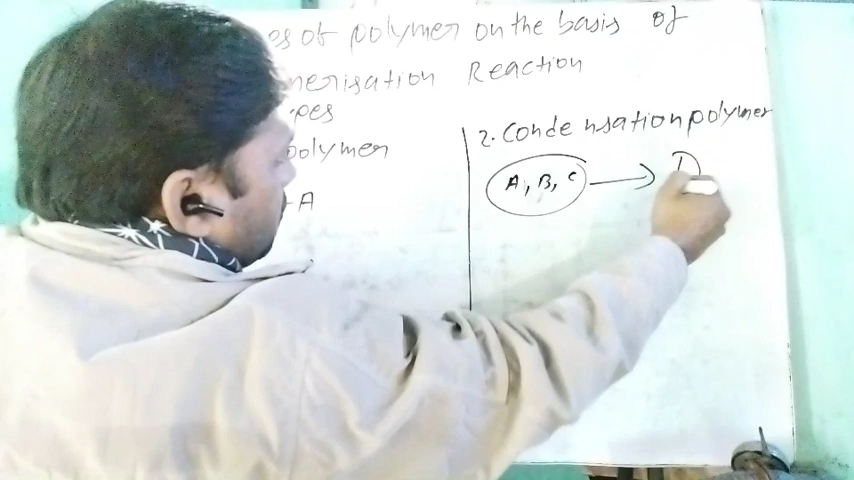 es of polymer on the basis of
merisation Reaction
pes
polymer
2. Condensation polymer
A
A, B, C → D